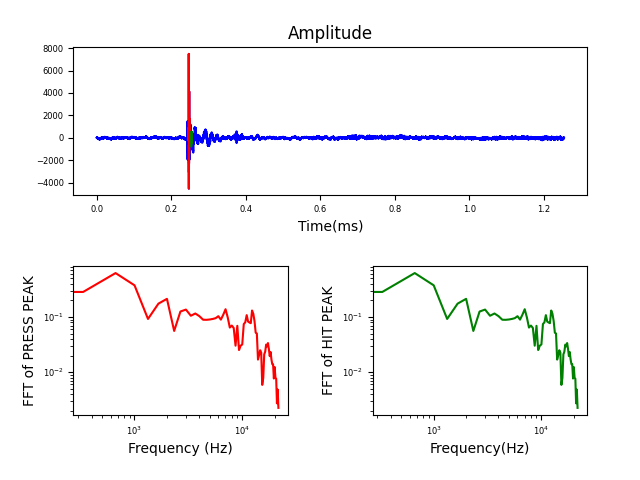 Amplitude
8000
6000
4000
2000
0
−2000
−4000
0.0 0.2 0.4 0.6 0.8 1.0 1.2
Time(ms)
FFT of PRESS PEAK
10⁻¹
10⁻²
10³ 10⁴
Frequency (Hz)
FFT of HIT PEAK
10⁻¹
10⁻²
10³ 10⁴
Frequency(Hz)